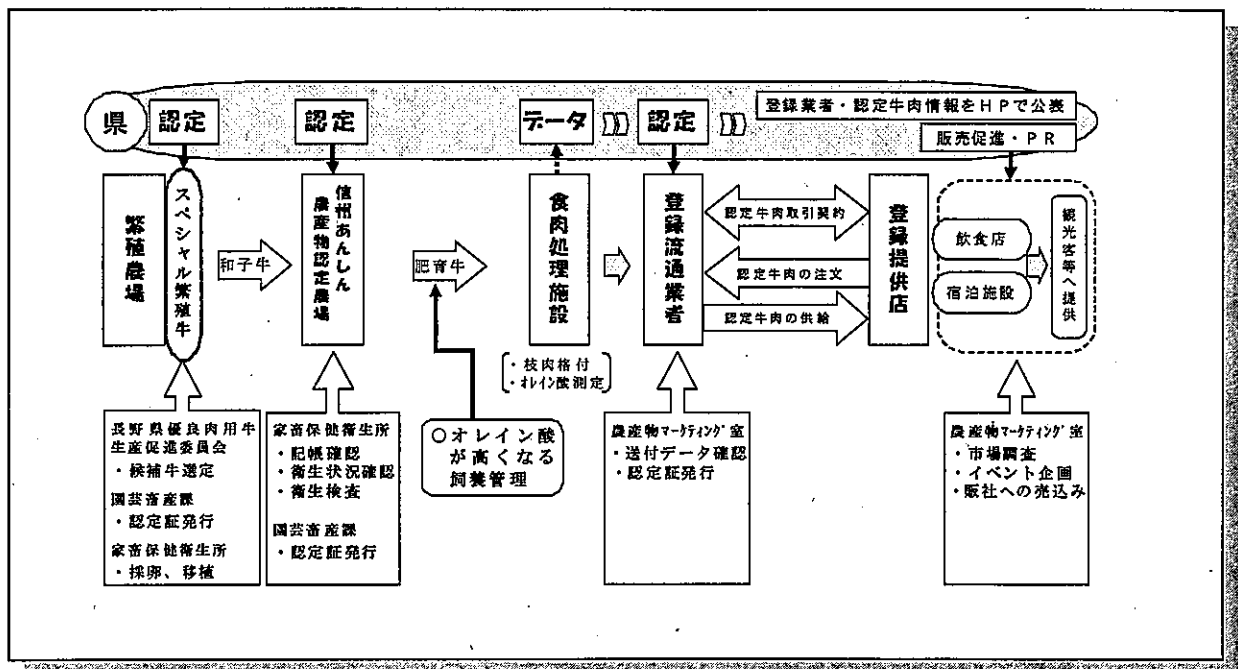 県
認定
認定
データ
認定
登録業者・認定牛肉情報をHPで公表
販売促進・PR
繁殖農場
スペシャル繁殖牛
和子牛
信州あんしん
農産物認定農場
肥育牛
食肉処理施設
・枝肉格付
・オレイン酸測定
登録流通業者
認定牛肉取引契約
認定牛肉の注文
認定牛肉の供給
登録提供店
飲食店
宿泊施設
観光客等へ提供
長野県優良肉用牛
生産促進委員会
・候補牛選定
園芸畜産課
・認定証発行
家畜保健衛生所
・採卵、移植
家畜保健衛生所
・記帳確認
・衛生状況確認
・衛生検査
園芸畜産課
・認定証発行
○オレイン酸
が高くなる
飼養管理
農産物マーケティング室
・送付データ確認
・認定証発行
農産物マーケティング室
・市場調査
・イベント企画
・販社への売込み